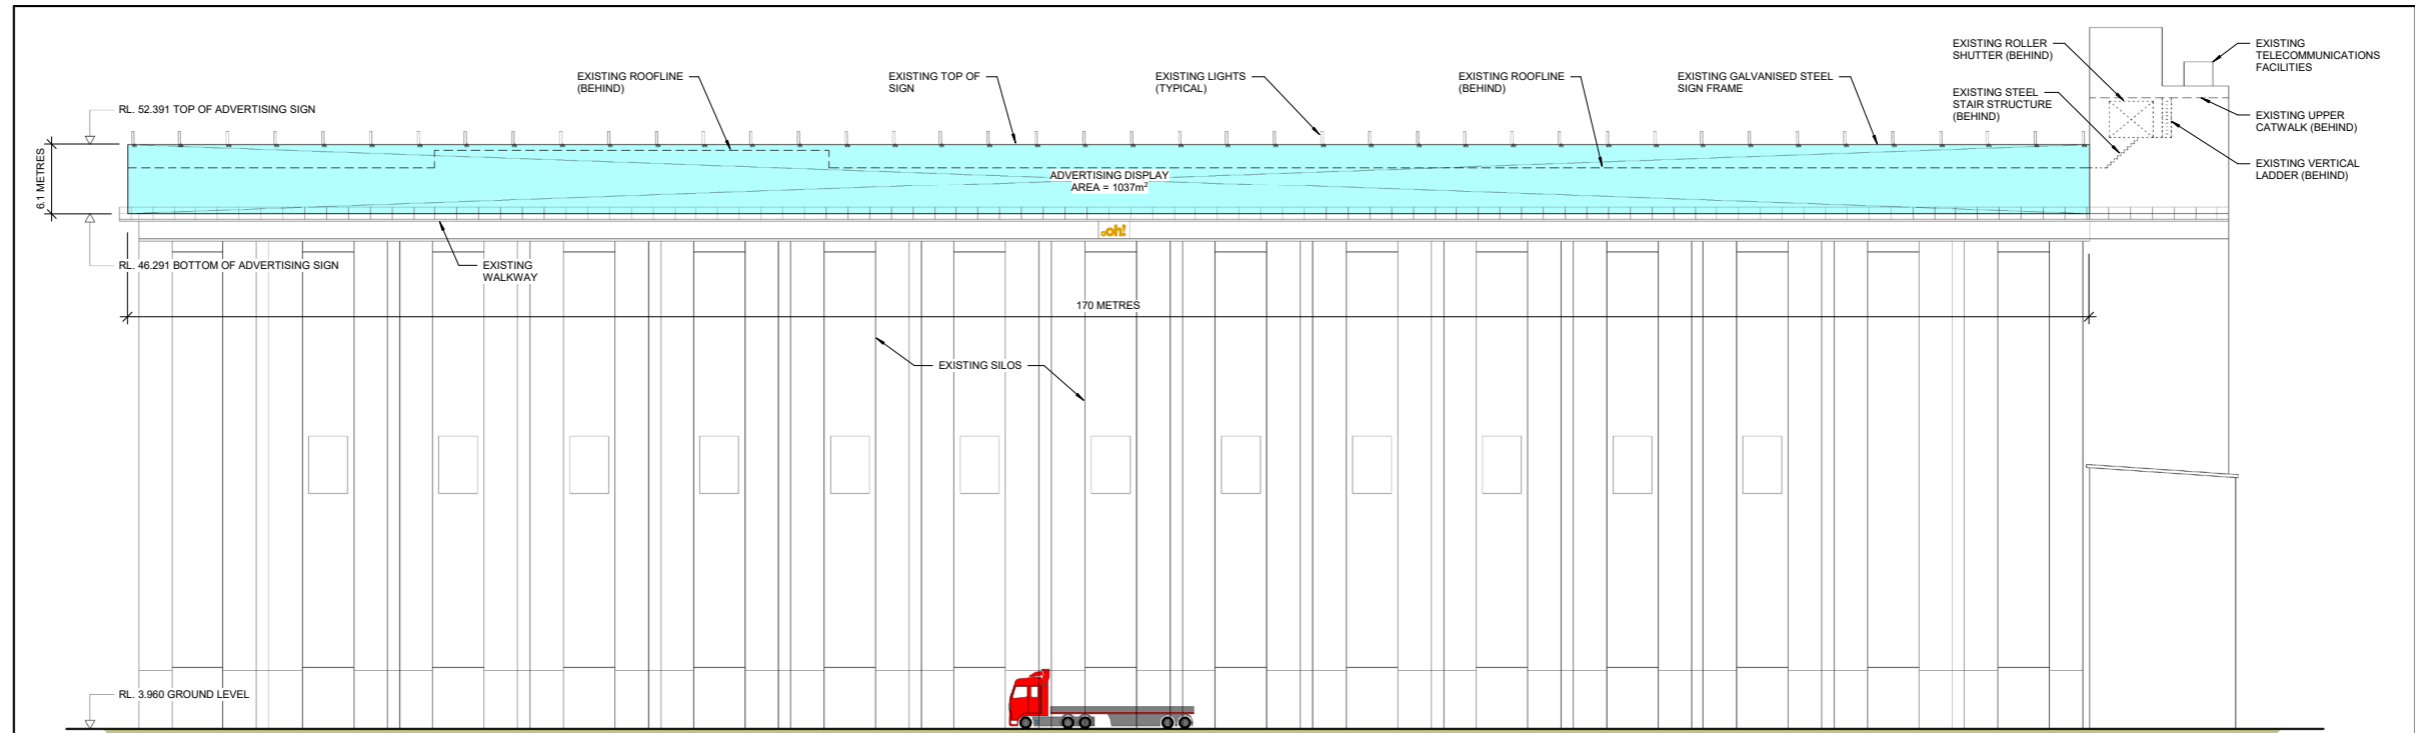 EXISTING ROOFLINE
(BEHIND)
EXISTING TOP OF
SIGN
EXISTING LIGHTS
(TYPICAL)
EXISTING ROOFLINE
(BEHIND)
EXISTING GALVANISED STEEL
SIGN FRAME
EXISTING ROLLER
SHUTTER (BEHIND)
EXISTING
TELECOMMUNICATIONS
FACILITIES
EXISTING STEEL
STAIR STRUCTURE
(BEHIND)
EXISTING UPPER
CATWALK (BEHIND)
EXISTING VERTICAL
LADDER (BEHIND)
RL. 52.391 TOP OF ADVERTISING SIGN
6.1 METRES
ADVERTISING DISPLAY
AREA = 1037m²
oh!
RL. 46.291 BOTTOM OF ADVERTISING SIGN
EXISTING
WALKWAY
170 METRES
EXISTING SILOS
RL. 3.960 GROUND LEVEL